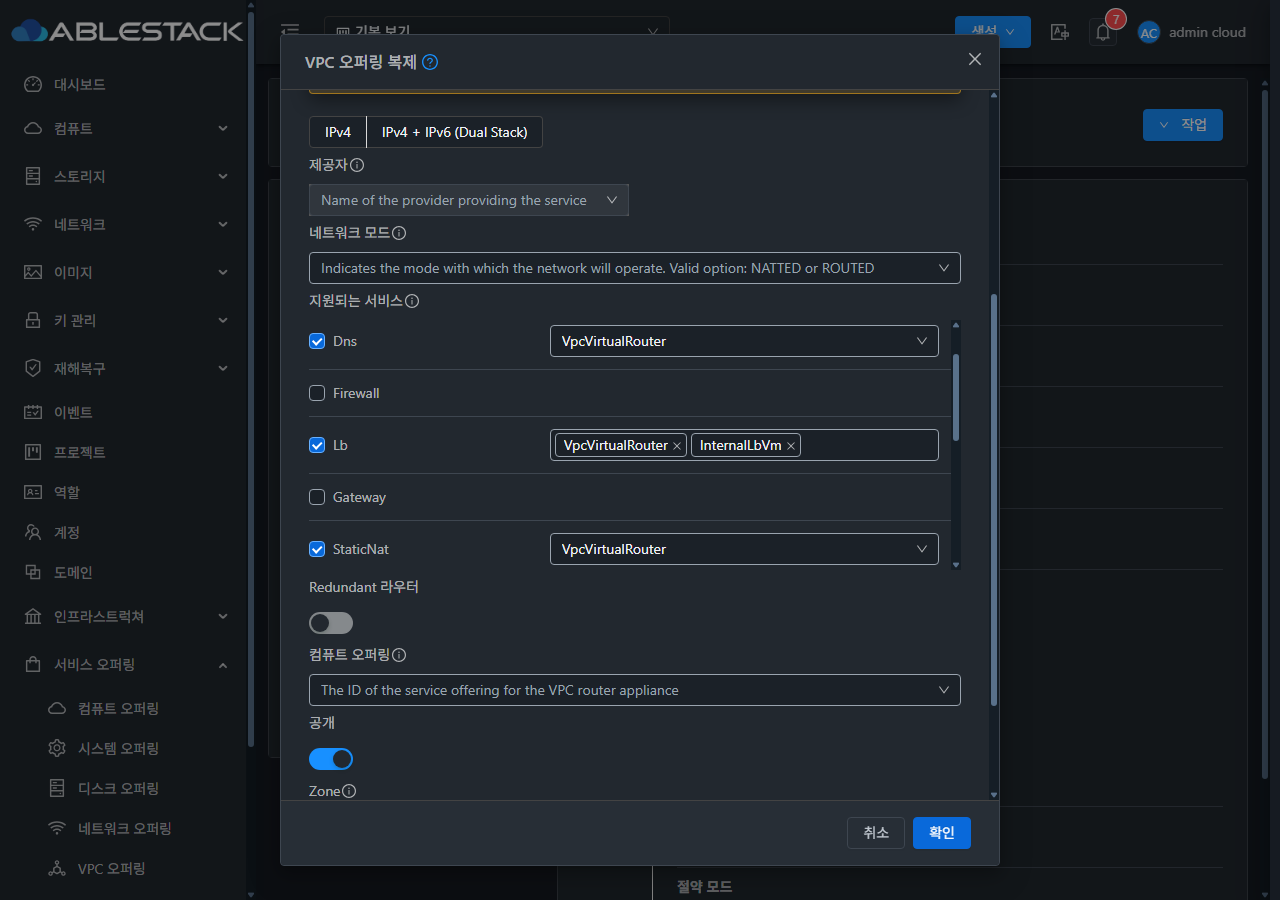 ABLESTACK
기본 보기
생성
7
AC
admin cloud
대시보드
컴퓨트
스토리지
네트워크
이미지
키 관리
재해복구
이벤트
프로젝트
역할
계정
도메인
인프라스트럭쳐
서비스 오퍼링
컴퓨트 오퍼링
시스템 오퍼링
디스크 오퍼링
네트워크 오퍼링
VPC 오퍼링
작업
VPC 오퍼링 복제
IPv4
IPv4 + IPv6 (Dual Stack)
제공자
Name of the provider providing the service
네트워크 모드
Indicates the mode with which the network will operate. Valid option: NATTED or ROUTED
지원되는 서비스
Dns
VpcVirtualRouter
Firewall
Lb
VpcVirtualRouter
InternalLbVm
Gateway
StaticNat
VpcVirtualRouter
Redundant 라우터
컴퓨트 오퍼링
The ID of the service offering for the VPC router appliance
공개
Zone
취소
확인
절약 모드